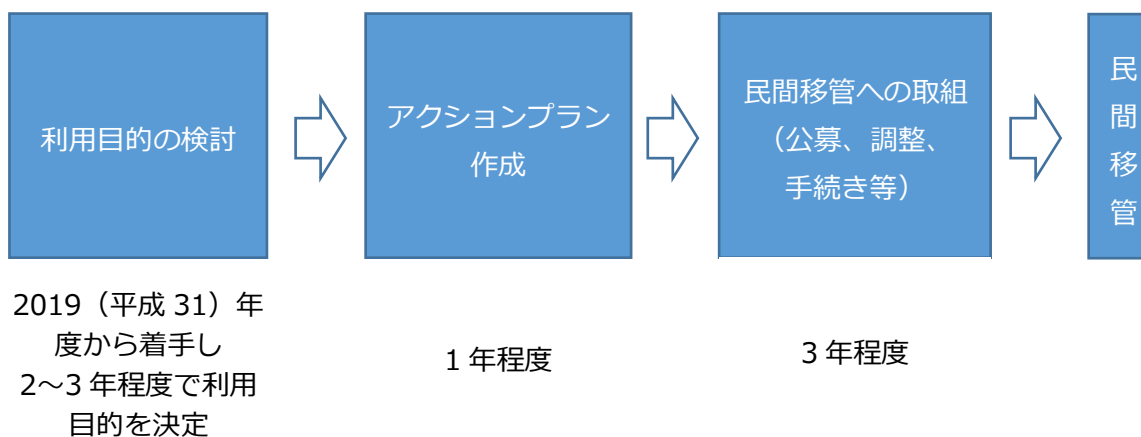 利用目的の検討
アクションプラン
作成
民間移管への取組
（公募、調整、
手続き等）
民
間
移
管
2019（平成 31）年
度から着手し
2～3 年程度で利用
目的を決定
1 年程度
3 年程度